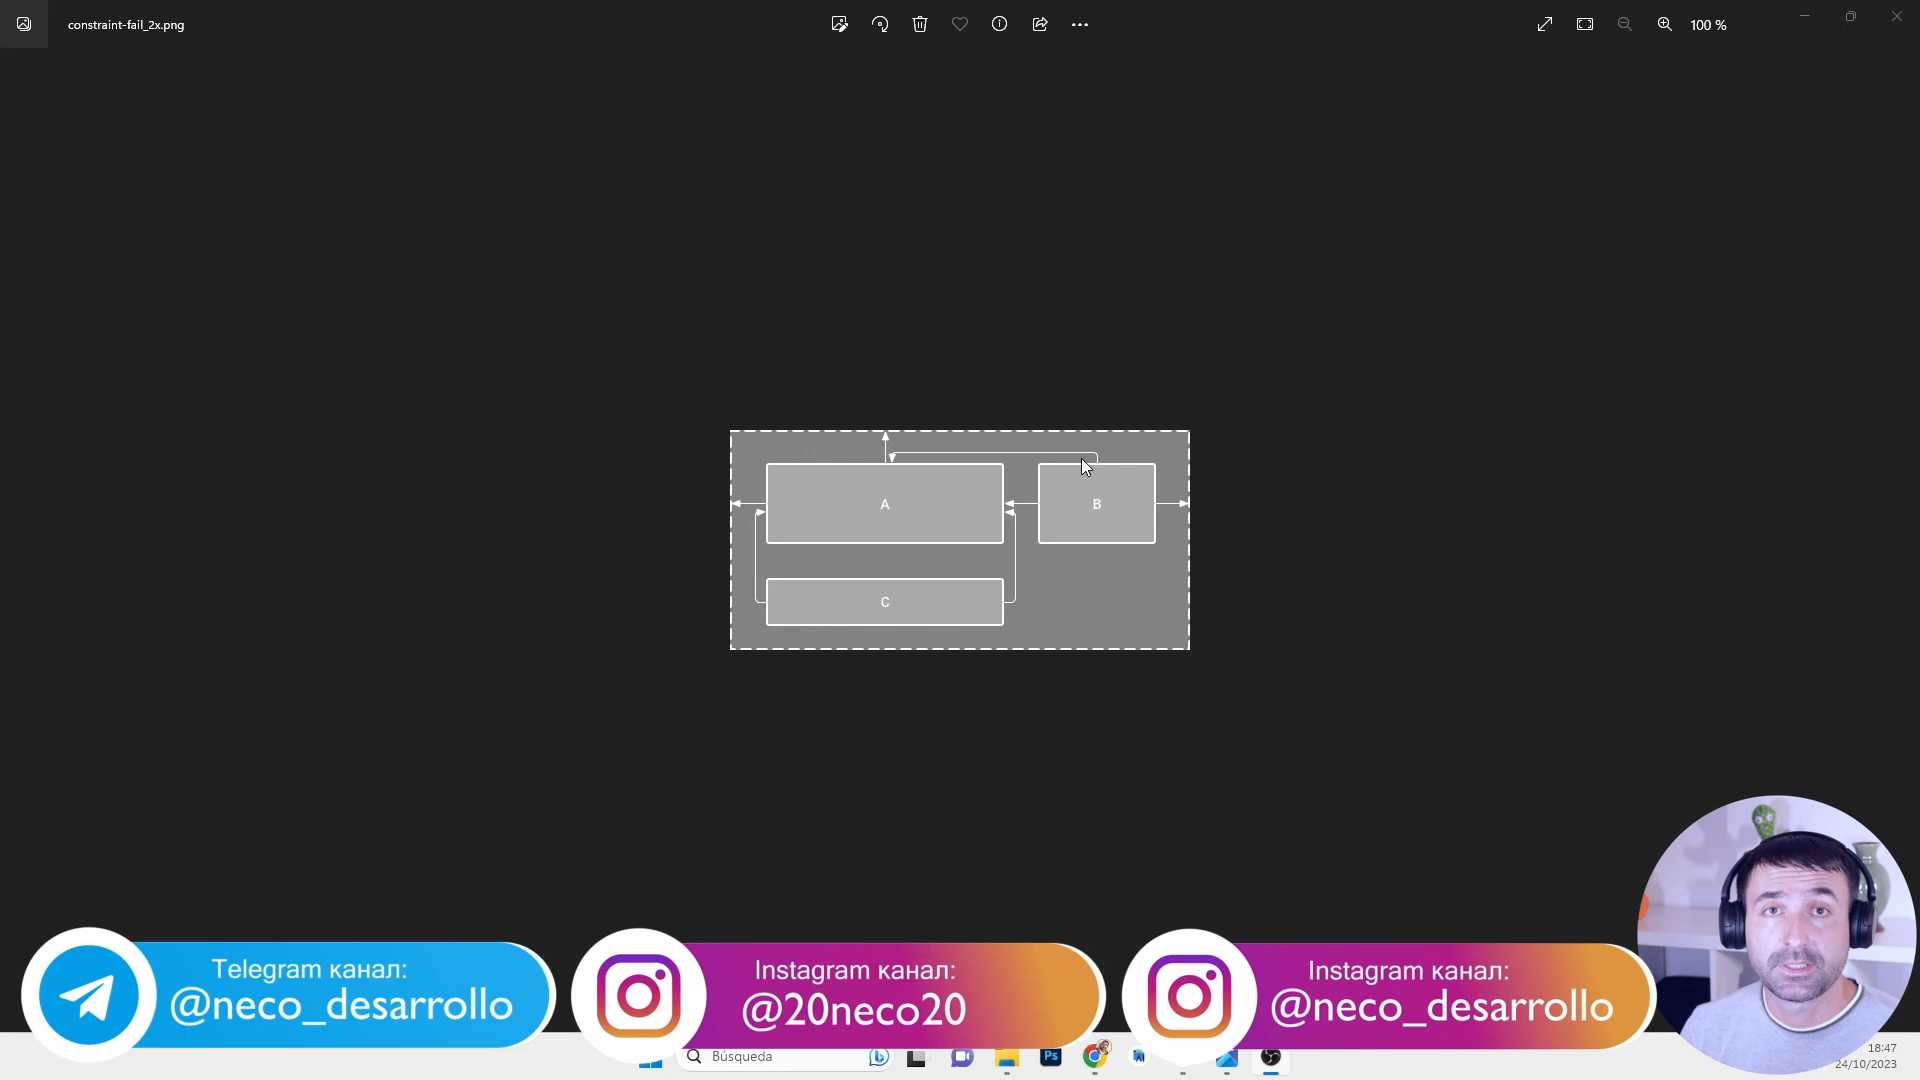 constraint-fail_2x.png
100 %
A
B
C
Telegram канал:
@neco_desarrollo
Instagram канал:
@20neco20
Instagram канал:
@neco_desarrollo
Búsqueda
Ps
18:47
24/10/2023